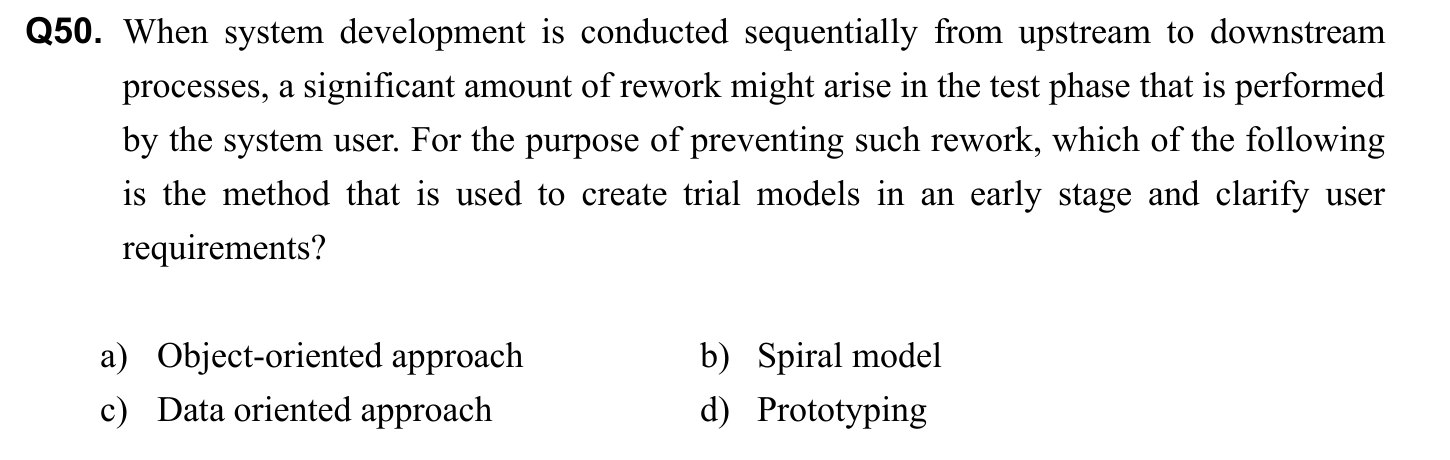 Q50. When system development is conducted sequentially from upstream to downstream
processes, a significant amount of rework might arise in the test phase that is performed
by the system user. For the purpose of preventing such rework, which of the following
is the method that is used to create trial models in an early stage and clarify user
requirements?
a) Object-oriented approach b) Spiral model
c) Data oriented approach d) Prototyping